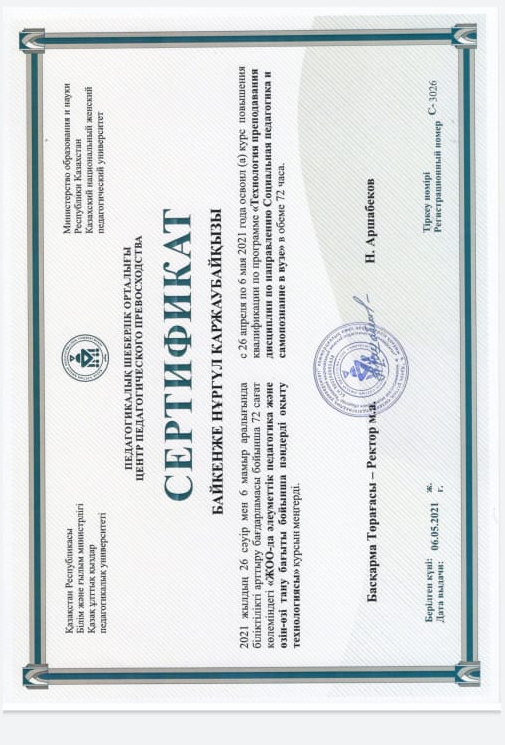 Қазақстан Республикасы
Білім және ғылым министрлігі
Қазақ ұлттық қыздар
педагогикалық университеті
Министерство образования и науки
Республики Казахстан
Казахский национальный женский
педагогический университет
ПЕДАГОГИКАЛЫҚ ШЕБЕРЛІК ОРТАЛЫҒЫ
ЦЕНТР ПЕДАГОГИЧЕСКОГО ПРЕВОСХОДСТВА
СЕРТИФИКАТ
БАЙКЕНЖЕ НҰРГҮЛ КАРЖАУБАЙҚЫЗЫ
2021 жылдың 26 сәуір мен 6 мамыр аралығында
біліктілікті арттыру бағдарламасы бойынша 72 сағат
көлеміндегі «ЖОО-да әлеуметтік педагогика және
өзін-өзі тану бағыты бойынша пәндерді оқыту
технологиясы» курсын меңгерді.
с 26 апреля по 6 мая 2021 года освоил (а) курс повышения
квалификации по программе «Технология преподавания
дисциплин по направлению Социальная педагогика и
самопознание в вузе» в обеме 72 часа.
Басқарма Төрағасы – Ректор м.а. Н. Аршабеков
Берілген күні: 06.05.2021 ж.
Дата выдачи: г.
Тіркеу нөмірі
Регистрационный номер С-3026